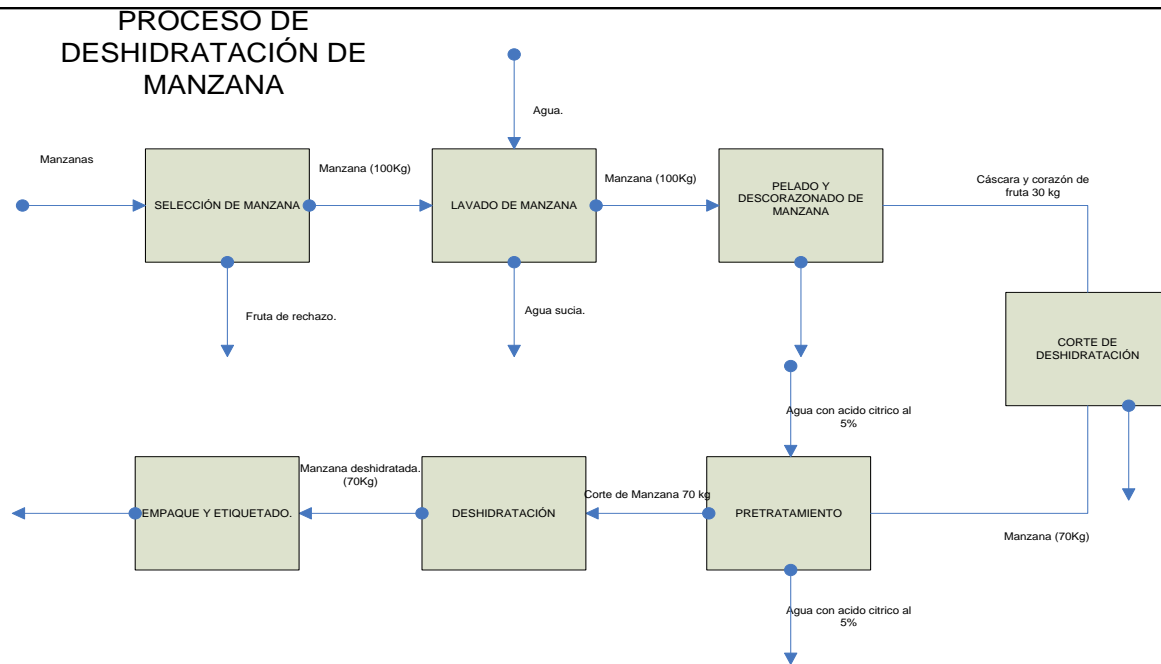 PROCESO DE
DESHIDRATACIÓN DE
MANZANA
Agua.
Manzanas
Manzana (100Kg)
Manzana (100Kg)
Cáscara y corazón de
fruta 30 kg
SELECCIÓN DE MANZANA
LAVADO DE MANZANA
PELADO Y
DESCORAZONADO DE
MANZANA
Fruta de rechazo.
Agua sucia.
CORTE DE
DESHIDRATACIÓN
Agua con acido citrico al
5%
Manzana deshidratada.
(70Kg)
Corte de Manzana 70 kg
EMPAQUE Y ETIQUETADO.
DESHIDRATACIÓN
PRETRATAMIENTO
Manzana (70Kg)
Agua con acido citrico al
5%